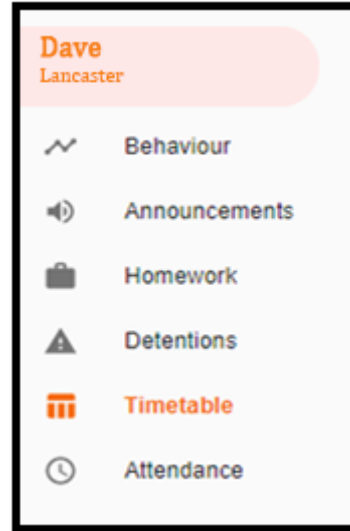 Dave
Lancaster
Behaviour
Announcements
Homework
Detentions
Timetable
Attendance